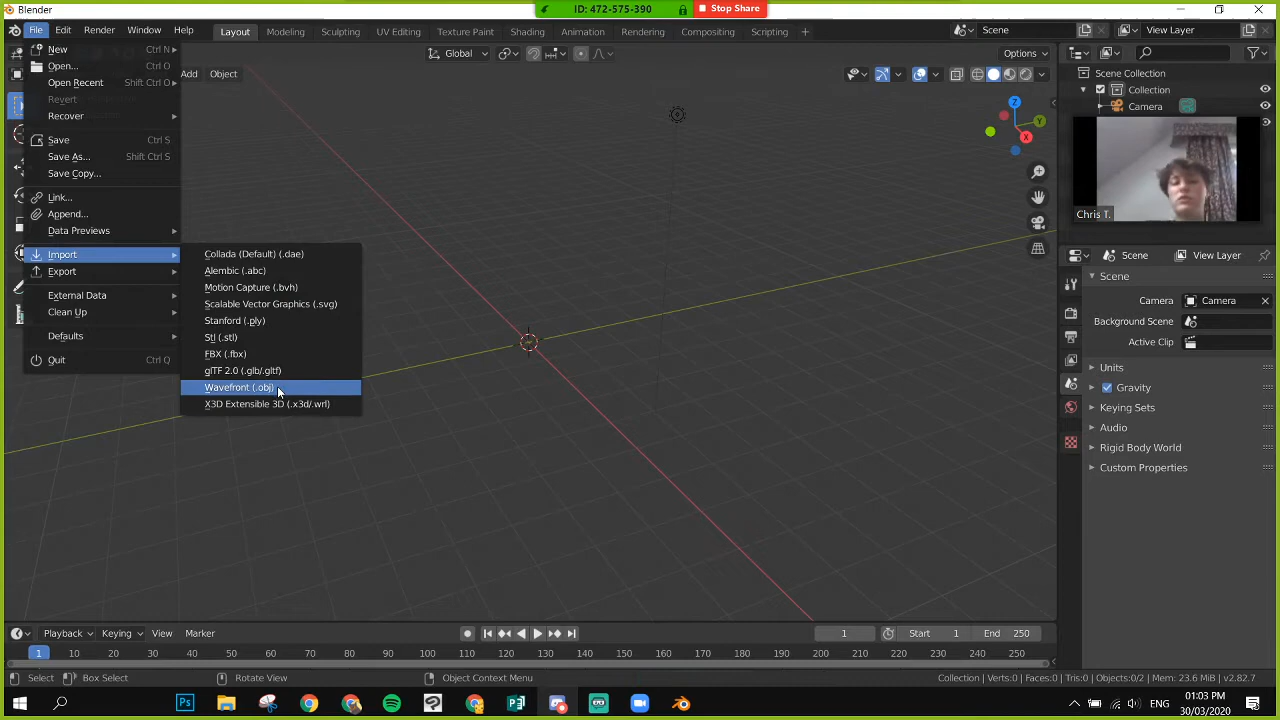 Blender
ID: 472-575-390
Stop Share
File Edit Render Window Help
Layout Modeling Sculpting UV Editing Texture Paint Shading Animation Rendering Compositing Scripting +
Scene
View Layer
New Ctrl N
Open... Ctrl O
Open Recent Shift Ctrl O
Revert
Recover
Save Ctrl S
Save As... Shift Ctrl S
Save Copy...
Link...
Append...
Data Previews
Import
Export
External Data
Clean Up
Defaults
Quit Ctrl Q
Collada (Default) (.dae)
Alembic (.abc)
Motion Capture (.bvh)
Scalable Vector Graphics (.svg)
Stanford (.ply)
Stl (.stl)
FBX (.fbx)
glTF 2.0 (.glb/.gltf)
Wavefront (.obj)
X3D Extensible 3D (.x3d/.wrl)
Global
Options
Add Object
Z
Y
X
Scene Collection
Collection
Camera
Chris T.
Scene View Layer
Scene
Camera Camera
Background Scene
Active Clip
Units
Gravity
Keying Sets
Audio
Rigid Body World
Custom Properties
Playback Keying View Marker
1 Start 1 End 250
1 10 20 30 40 50 60 70 80 90 100 110 120 130 140 150 160 170 180 190 200 210 220 230 240 250
Select Box Select Rotate View Object Context Menu
Collection | Verts:0 | Faces:0 | Tris:0 | Objects:0/2 | Mem: 23.6 MiB | v2.82.7
Ps
P
ENG
01:03 PM
30/03/2020